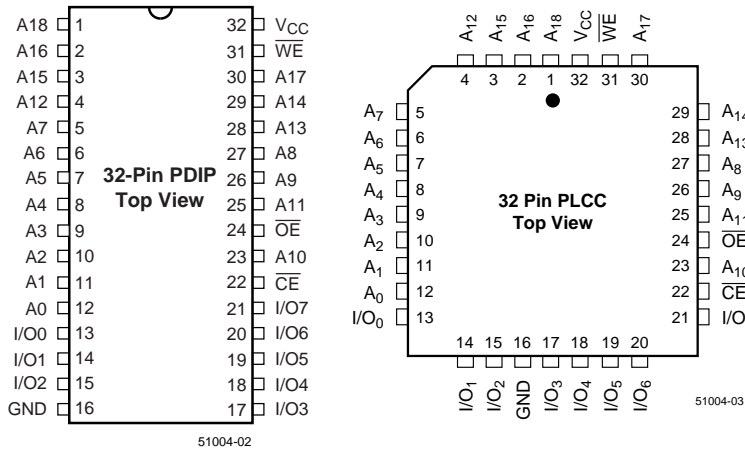 A18 1 32 VCC
A16 2 31 WE
A15 3 30 A17
A12 4 29 A14
A7 5 28 A13
A6 6 27 A8
A5 7 26 A9
A4 8 25 A11
A3 9 24 OE
A2 10 23 A10
A1 11 22 CE
A0 12 21 I/O7
I/O0 13 20 I/O6
I/O1 14 19 I/O5
I/O2 15 18 I/O4
GND 16 17 I/O3
32-Pin PDIP
Top View
51004-02
A12 A15 A16 A18 VCC WE A17
4 3 2 1 32 31 30
A7 5 29 A14
A6 6 28 A13
A5 7 27 A8
A4 8 26 A9
A3 9 25 A11
A2 10 24 OE
A1 11 23 A10
A0 12 22 CE
I/O0 13 21 I/O
32 Pin PLCC
Top View
14 15 16 17 18 19 20
I/O1 I/O2 GND I/O3 I/O4 I/O5 I/O6
51004-03